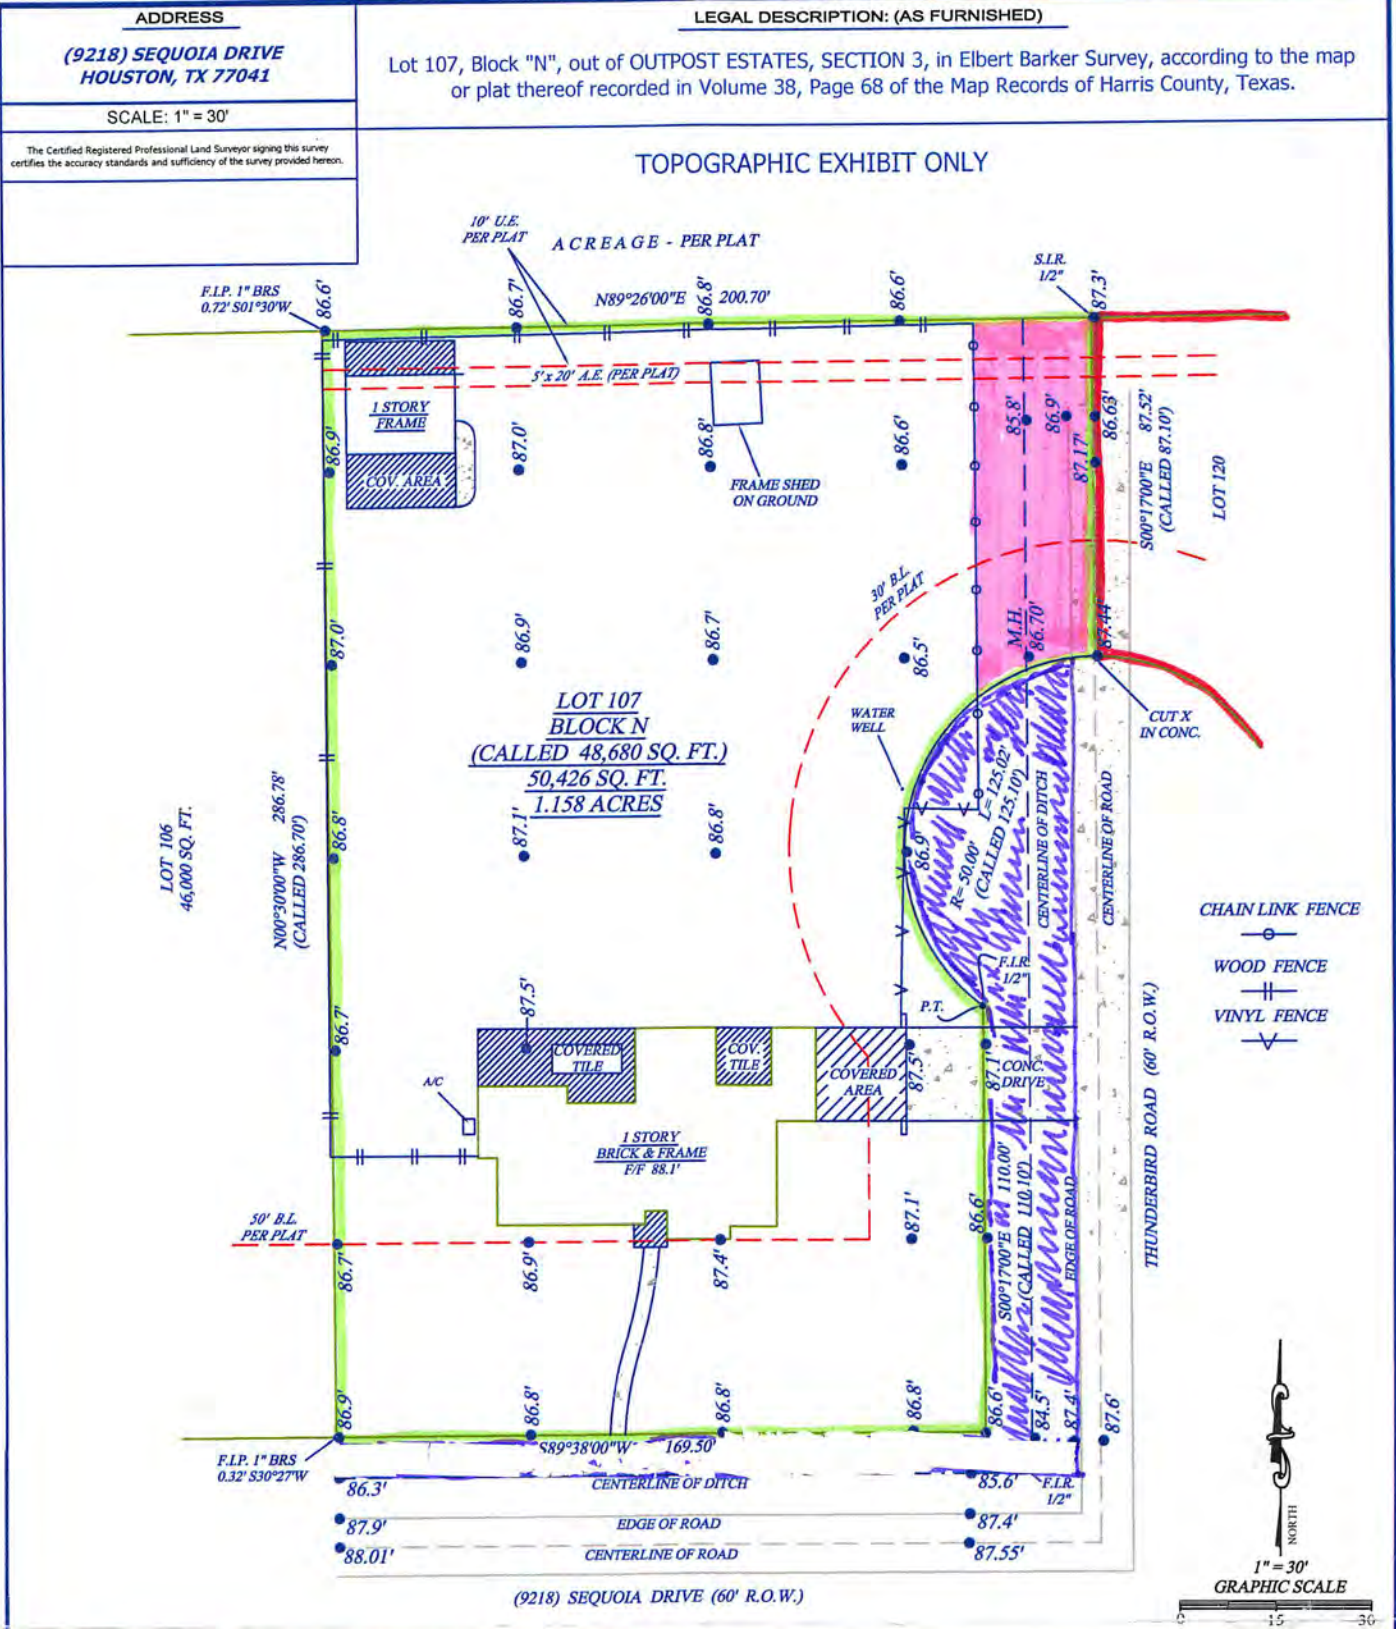 ADDRESS
(9218) SEQUOIA DRIVE
HOUSTON, TX 77041
SCALE: 1" = 30'
The Certified Registered Professional Land Surveyor signing this survey
certifies the accuracy standards and sufficiency of the survey provided hereon.
LEGAL DESCRIPTION: (AS FURNISHED)
Lot 107, Block "N", out of OUTPOST ESTATES, SECTION 3, in Elbert Barker Survey, according to the map
or plat thereof recorded in Volume 38, Page 68 of the Map Records of Harris County, Texas.
TOPOGRAPHIC EXHIBIT ONLY
10' U.E.
PER PLAT
ACREAGE - PER PLAT
S.I.R.
1/2"
F.I.P. 1" BRS
0.72' S01°30'W
86.6'
86.7'
N89°26'00"E
86.8'
200.70'
86.6'
87.3'
5' x 20' A.E. (PER PLAT)
1 STORY
FRAME
COV. AREA
FRAME SHED
ON GROUND
86.9'
87.0'
86.8'
86.6'
85.8'
86.9'
86.63'
87.17'
S00°17'00"E 87.52'
(CALLED 87.10')
LOT 120
30' B.L.
PER PLAT
87.0'
86.9'
86.7'
86.5'
M.H.
86.70'
87.44'
CUT X
IN CONC.
WATER
WELL
LOT 107
BLOCK N
(CALLED 48,680 SQ. FT.)
50,426 SQ. FT.
1.158 ACRES
LOT 106
46,000 SQ. FT.
N00°30'00"W 286.78'
(CALLED 286.70')
86.8'
87.1'
86.8'
86.9'
R= 50.00' L= 125.02'
(CALLED 125.10')
CENTERLINE OF DITCH
CENTERLINE OF ROAD
CHAIN LINK FENCE
WOOD FENCE
VINYL FENCE
F.I.R.
1/2"
P.T.
86.7'
87.5'
COVERED
TILE
COV.
TILE
COVERED
AREA
87.5'
87.1'
CONC.
DRIVE
A/C
1 STORY
BRICK & FRAME
F/F 88.1'
THUNDERBIRD ROAD (60' R.O.W.)
50' B.L.
PER PLAT
86.7'
86.9'
87.4'
87.1'
86.6'
S00°17'00"E 110.00'
(CALLED 110.10')
EDGE OF ROAD
86.9'
86.8'
86.8'
86.8'
86.6'
84.5'
87.4'
87.6'
F.I.P. 1" BRS
0.32' S30°27'W
S89°38'00"W 169.50'
86.3'
CENTERLINE OF DITCH
85.6'
F.I.R.
1/2"
87.9'
EDGE OF ROAD
87.4'
88.01'
CENTERLINE OF ROAD
87.55'
(9218) SEQUOIA DRIVE (60' R.O.W.)
NORTH
1" = 30'
GRAPHIC SCALE
0 15 30